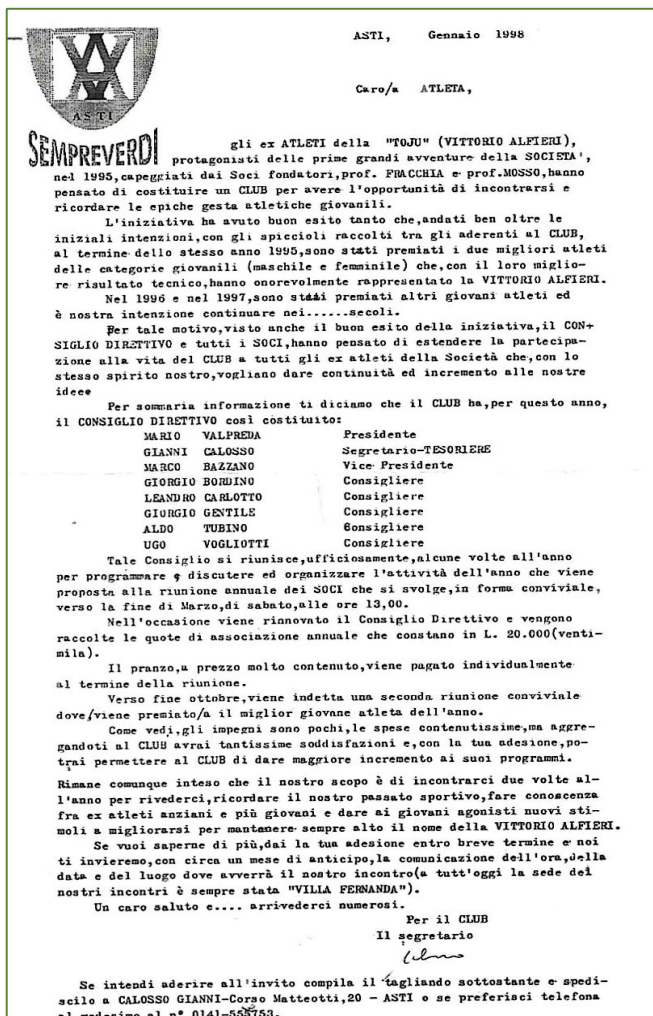 ASTI, Gennaio 1998
Caro/a ATLETA,
ASTI
SEMPREVERDI
gli ex ATLETI della "TOJU" (VITTORIO ALFIERI),
protagonisti delle prime grandi avventure della SOCIETA',
nel 1995,capeggiati dai Soci fondatori,prof. FRACCHIA e prof.MOSSO,hanno
pensato di costituire un CLUB per avere l'opportunità di incontrarsi e
ricordare le epiche gesta atletiche giovanili.
L'iniziativa ha avuto buon esito tanto che,andati ben oltre le
iniziali intenzioni,con gli spiccioli raccolti tra gli aderenti al CLUB,
al termine dello stesso anno 1995,sono stati premiati i due migliori atleti
delle categorie giovanili (maschile e femminile) che,con il loro miglio-
re risultato tecnico,hanno onorevolmente rappresentato la VITTORIO ALFIERI.
Nel 1996 e nel 1997,sono stati premiati altri giovani atleti ed
è nostra intenzione continuare nei......secoli.
Per tale motivo,visto anche il buon esito della iniziativa,il CON+
SIGLIO DIRETTIVO e tutti i SOCI,hanno pensato di estendere la partecipa-
zione alla vita del CLUB a tutti gli ex atleti della Società che,con lo
stesso spirito nostro,vogliano dare continuità ed incremento alle nostre
ideee
Per sommaria informazione ti diciamo che il CLUB ha,per questo anno,
il CONSIGLIO DIRETTIVO così costituito:
MARIO VALPREDA Presidente
GIANNI CALOSSO Segretario-TESORIERE
MARCO BAZZANO Vice Presidente
GIORGIO BORDINO Consigliere
LEANDRO CARLOTTO Consigliere
GIORGIO GENTILE Consigliere
ALDO TUBINO Consigliere
UGO VOGLIOTTI Consigliere
Tale Consiglio si riunisce,ufficiosamente,alcune volte all'anno
per programmare e discutere ed organizzare l'attività dell'anno che viene
proposta alla riunione annuale dei SOCI che si svolge,in forma conviviale,
verso la fine di Marzo,di sabato,alle ore 13,00.
Nell'occasione viene rinnovato il Consiglio Direttivo e vengono
raccolte le quote di associazione annuale che constano in L. 20.000(venti-
mila).
Il pranzo,a prezzo molto contenuto,viene pagato individualmente
al termine della riunione.
Verso fine ottobre,viene indetta una seconda riunione conviviale
dove/viene premiato/a il miglior giovane atleta dell'anno.
Come vedi,gli impegni sono pochi,le spese contenutissime,ma aggre-
gandoti al CLUB avrai tantissime soddisfazioni e,con la tua adesione,po-
trai permettere al CLUB di dare maggiore incremento ai suoi programmi.
Rimane comunque inteso che il nostro scopo è di incontrarci due volte al-
l'anno per rivederci,ricordare il nostro passato sportivo,fare conoscenza
fra ex atleti anziani e più giovani e dare ai giovani agonisti nuovi sti-
moli a migliorarsi per mantenere sempre alto il nome della VITTORIO ALFIERI.
Se vuoi saperne di più,dai la tua adesione entro breve termine e noi
ti invieremo,con circa un mese di anticipo,la comunicazione dell'ora,della
data e del luogo dove avverrà il nostro incontro(a tutt'oggi la sede dei
nostri incontri è sempre stata "VILLA FERNANDA").
Un caro saluto e.... arrivederci numerosi.
Per il CLUB
Il segretario
Se intendi aderire all'invito compila il tagliando sottostante e spedi-
scilo a CALOSSO GIANNI-Corso Matteotti,20 - ASTI o se preferisci telefona
al medesimo al n° 0141-555753.